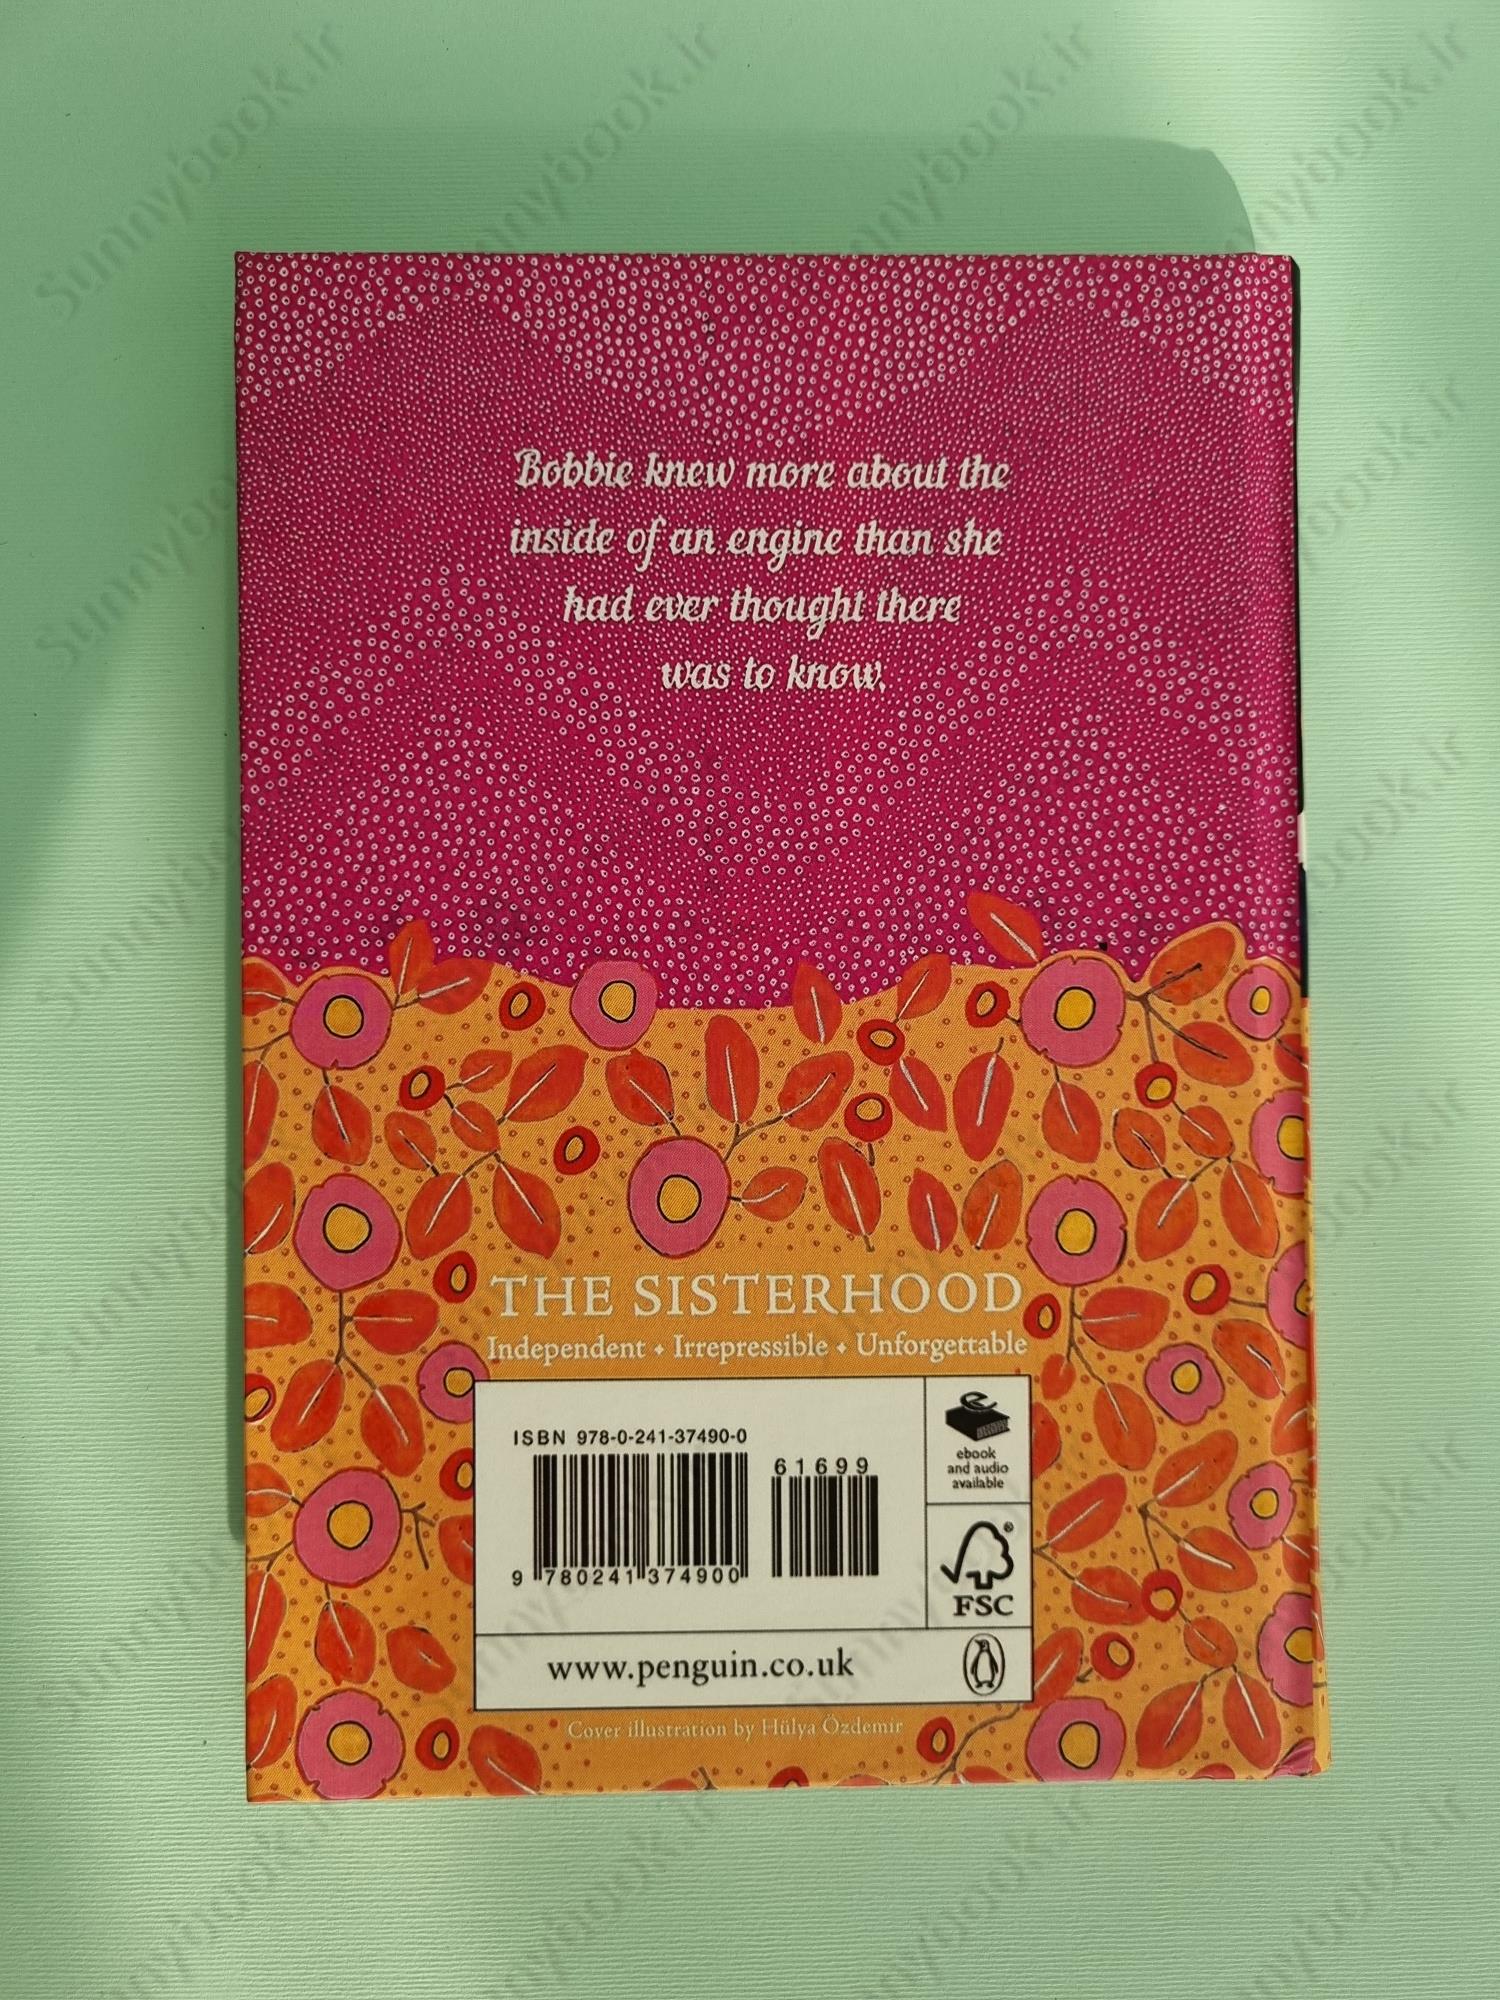 Bobbie knew more about the
inside of an engine than she
had ever thought there
was to know.
THE SISTERHOOD
Independent • Irrepressible • Unforgettable
ISBN 978-0-241-37490-0
61699
9 780241 374900
ebook
and audio
available
®
FSC
www.penguin.co.uk
Cover illustration by Hülya Özdemir
Sunnybook.ir